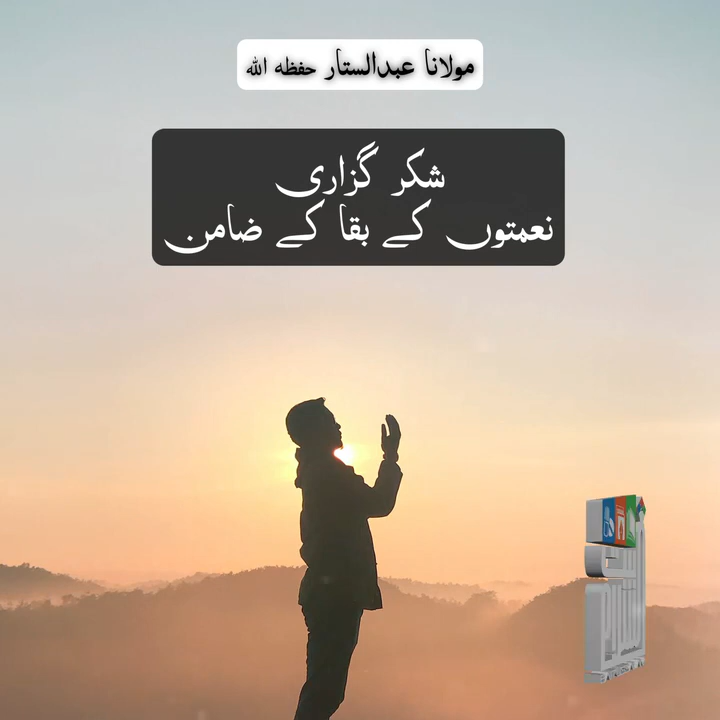 مولانا عبدالستار حفظہ اللہ
شکر گزاری
نعمتوں کے بقا کے ضامن